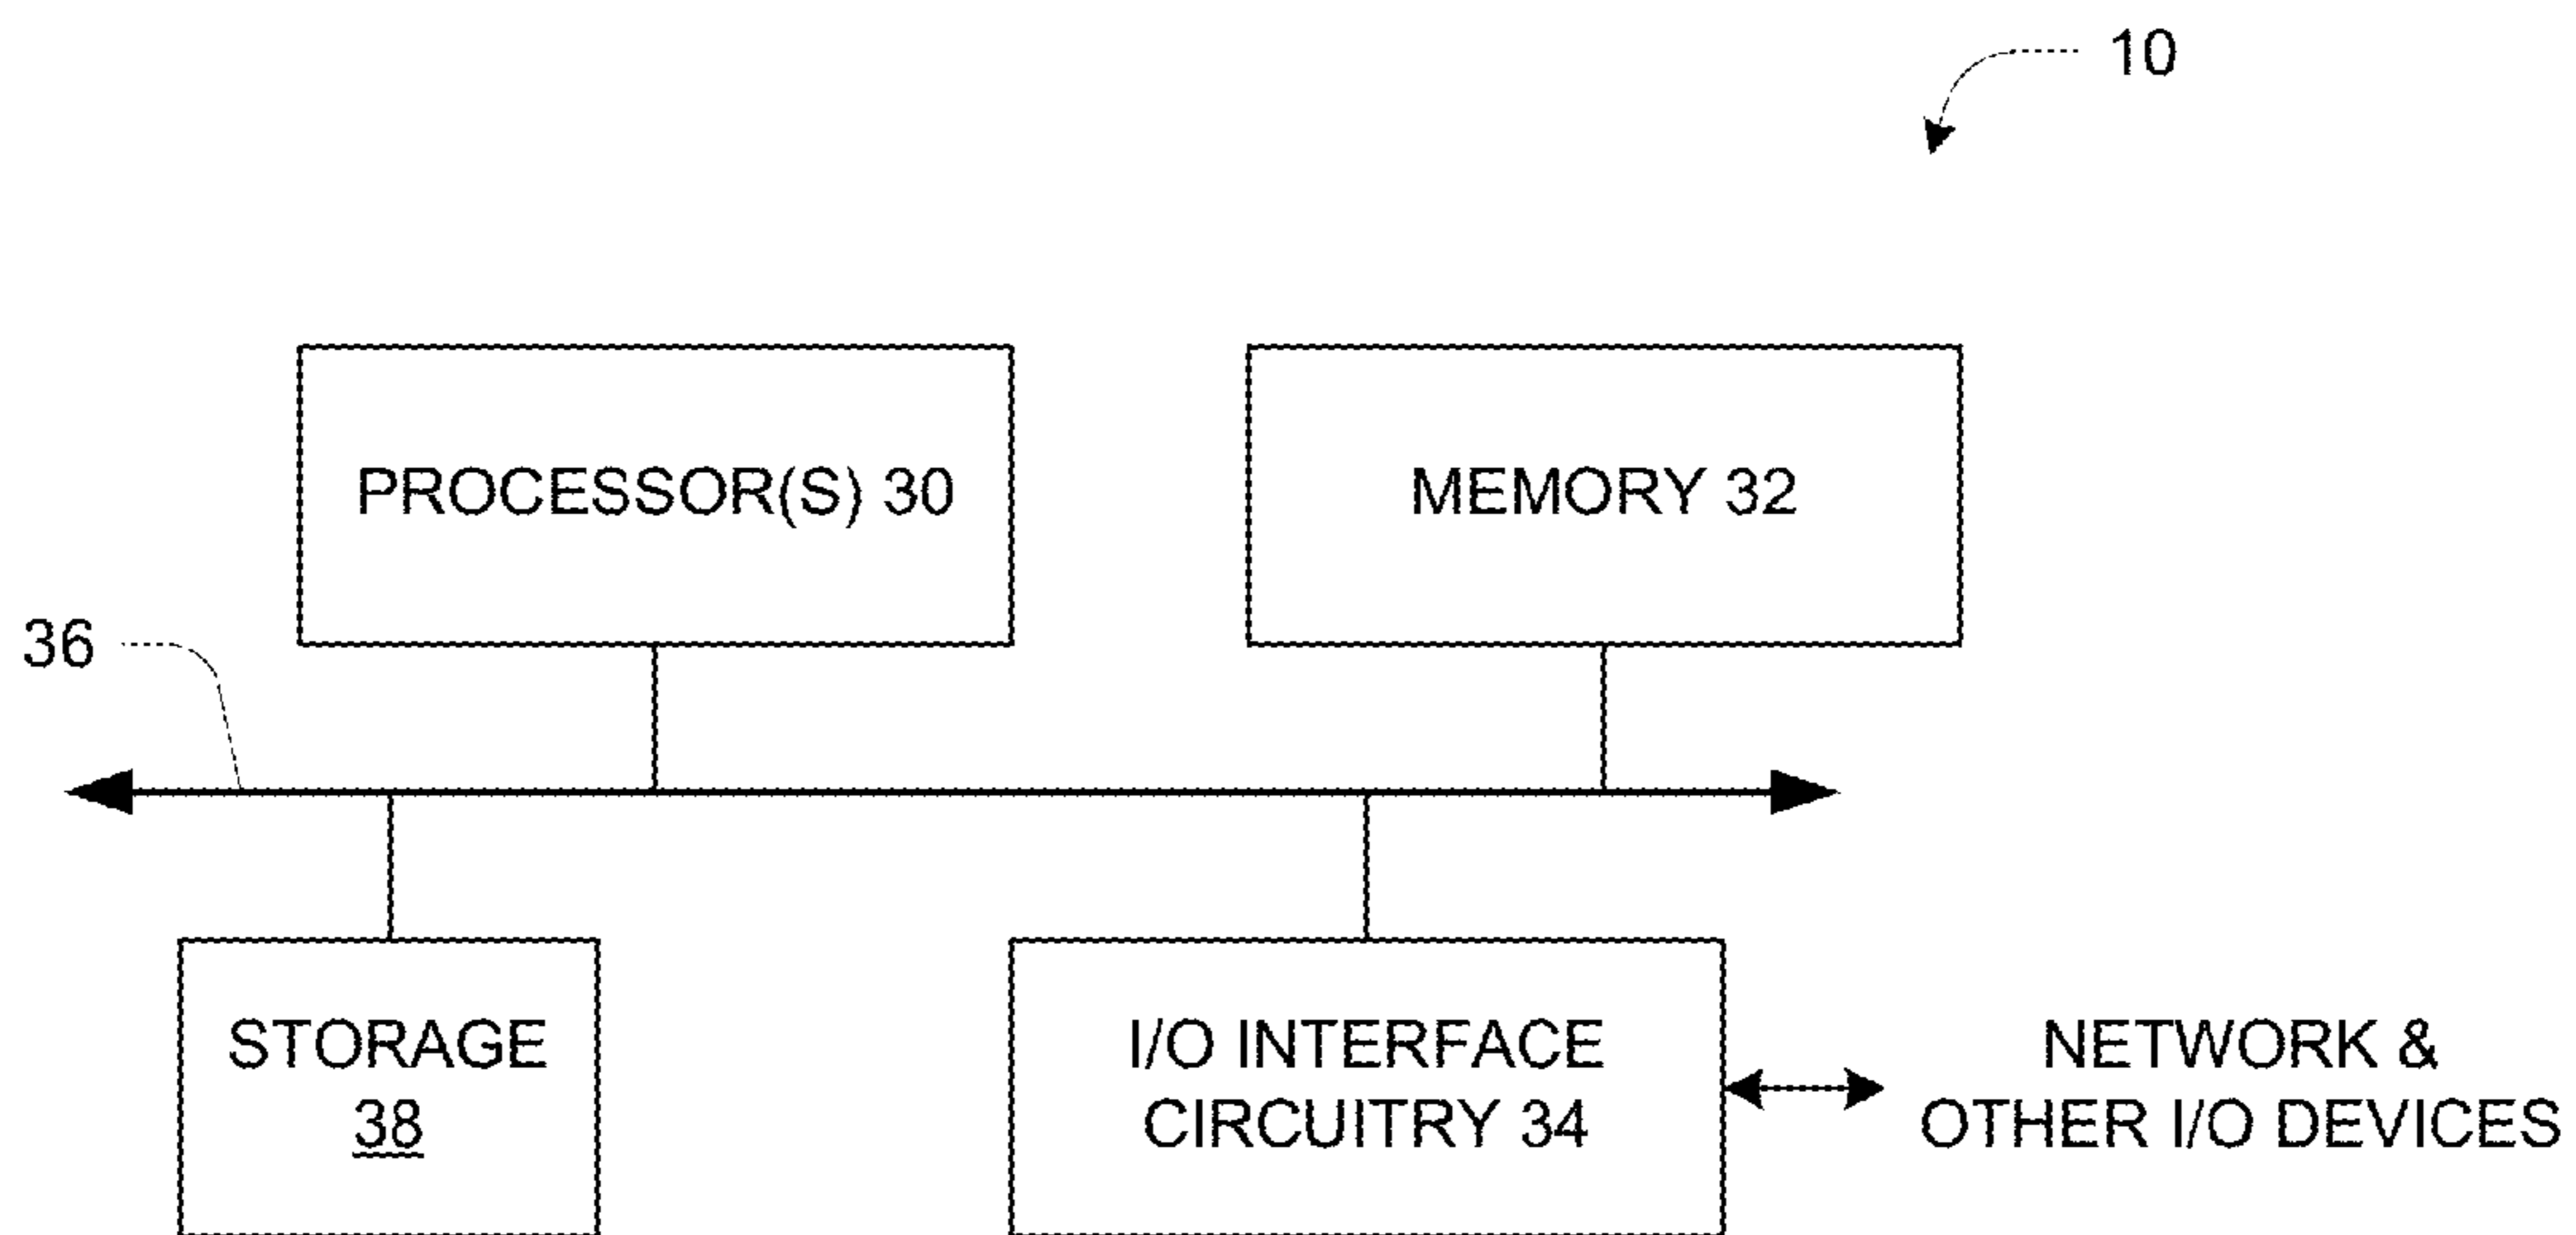 10
PROCESSOR(S) 30
MEMORY 32
36
STORAGE
38
I/O INTERFACE
CIRCUITRY 34
NETWORK &
OTHER I/O DEVICES